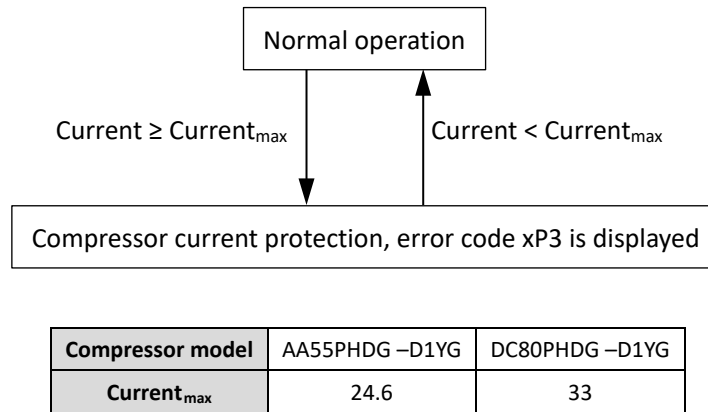 Normal operation
Current ≥ Currentmax
Current < Currentmax
Compressor current protection, error code xP3 is displayed
Compressor model AA55PHDG –D1YG DC80PHDG –D1YG
Currentmax 24.6 33